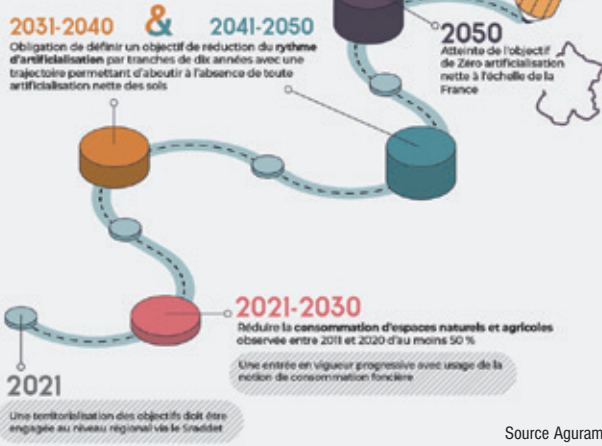 2031-2040 & 2041-2050
Obligation de définir un objectif de réduction du rythme
d'artificialisation par tranches de dix années avec une
trajectoire permettant d'aboutir à l'absence de toute
artificialisation nette des sols
2050
Atteinte de l'objectif
de Zéro artificialisation
nette à l'échelle de la
France
2021-2030
Réduire la consommation d'espaces naturels et agricoles
observée entre 2011 et 2020 d'au moins 50 %
Une entrée en vigueur progressive avec usage de la
notion de consommation foncière
2021
Une territorialisation des objectifs doit être
engagée au niveau régional via le Sraddet
Source Aguram